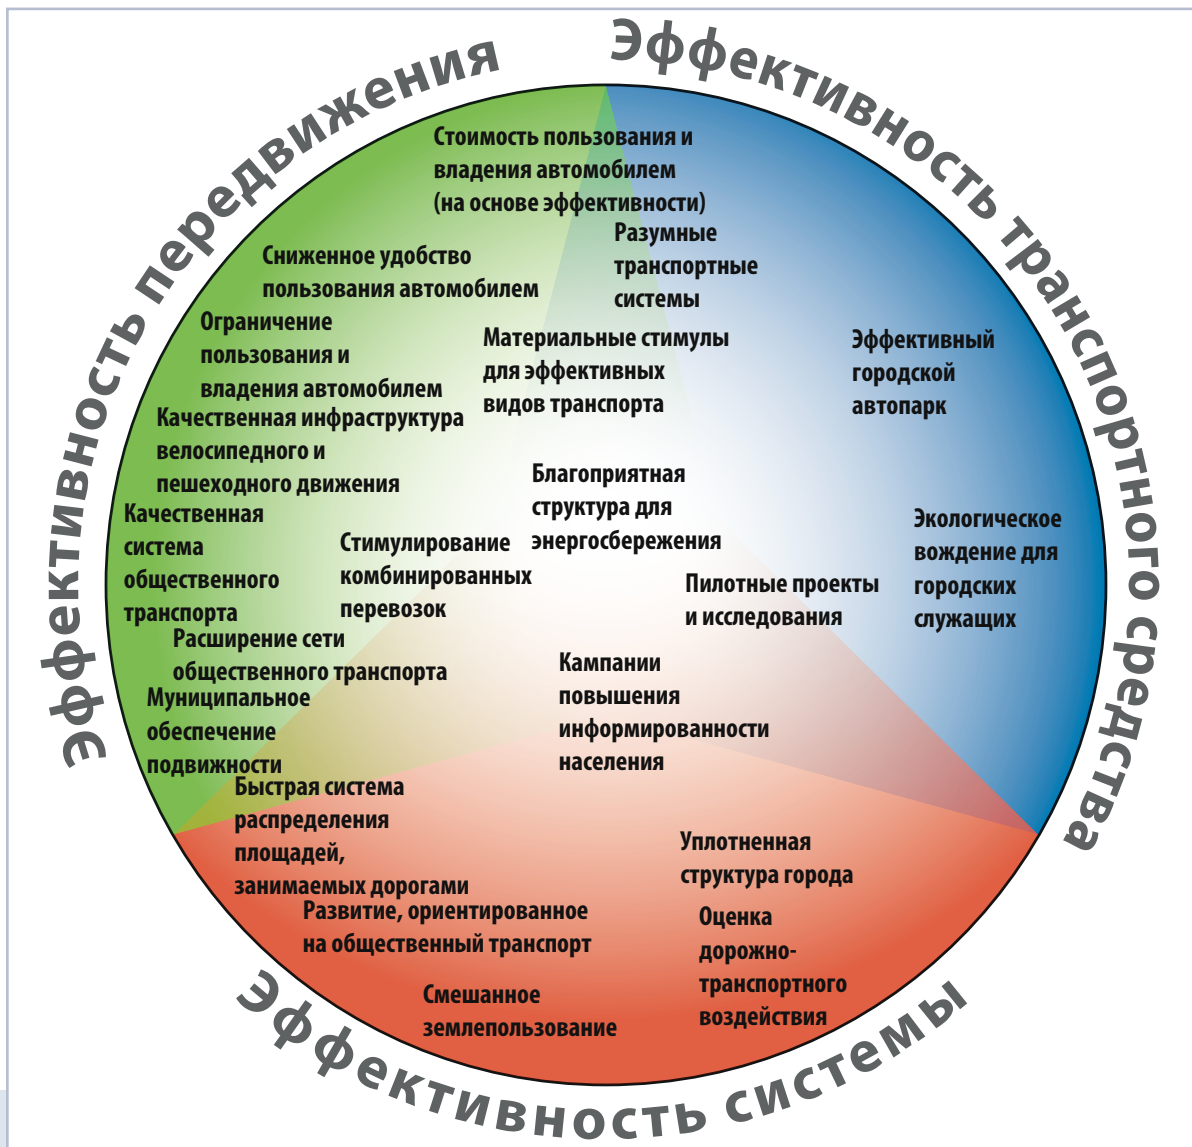 Эффективность передвижения
Эффективность транспортного средства
Стоимость пользования и
владения автомобилем
(на основе эффективности)
Разумные
транспортные
системы
Сниженное удобство
пользования автомобилем
Ограничение
пользования и
владения автомобилем
Материальные стимулы
для эффективных
видов транспорта
Эффективный
городской
автопарк
Качественная инфраструктура
велосипедного и
пешеходного движения
Благоприятная
структура для
энергосбережения
Качественная
система
общественного
транспорта
Стимулирование
комбинированных
перевозок
Экологическое
вождение для
городских
служащих
Пилотные проекты
и исследования
Расширение сети
общественного транспорта
Кампании
повышения
информированности
населения
Муниципальное
обеспечение
подвижности
Быстрая система
распределения
площадей,
занимаемых дорогами
Уплотненная
структура города
Развитие, ориентированное
на общественный транспорт
Оценка
дорожно-
транспортного
воздействия
Смешанное
землепользование
Эффективность системы